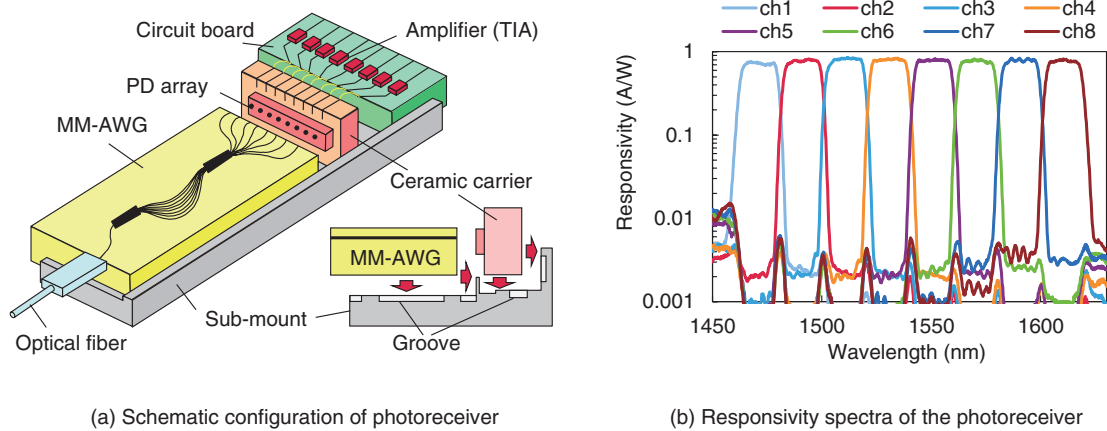 Circuit board
Amplifier (TIA)
PD array
MM-AWG
Ceramic carrier
MM-AWG
Sub-mount
Groove
Optical fiber
(a) Schematic configuration of photoreceiver
ch1 ch2 ch3 ch4
ch5 ch6 ch7 ch8
Responsivity (A/W)
1
0.1
0.01
0.001
1450 1500 1550 1600
Wavelength (nm)
(b) Responsivity spectra of the photoreceiver